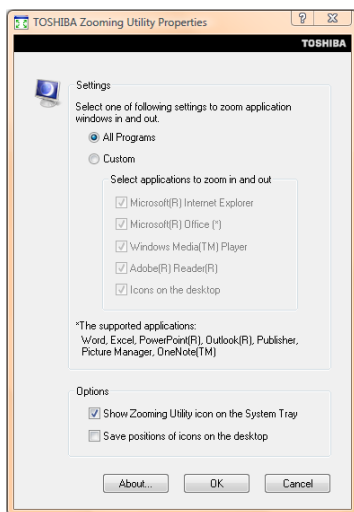 TOSHIBA Zooming Utility Properties
TOSHIBA
Settings
Select one of following settings to zoom application
windows in and out.
All Programs
Custom
Select applications to zoom in and out
Microsoft(R) Internet Explorer
Microsoft(R) Office (*)
Windows Media(TM) Player
Adobe(R) Reader(R)
Icons on the desktop
*The supported applications:
Word, Excel, PowerPoint(R), Outlook(R), Publisher,
Picture Manager, OneNote(TM)
Options
Show Zooming Utility icon on the System Tray
Save positions of icons on the desktop
About... OK Cancel